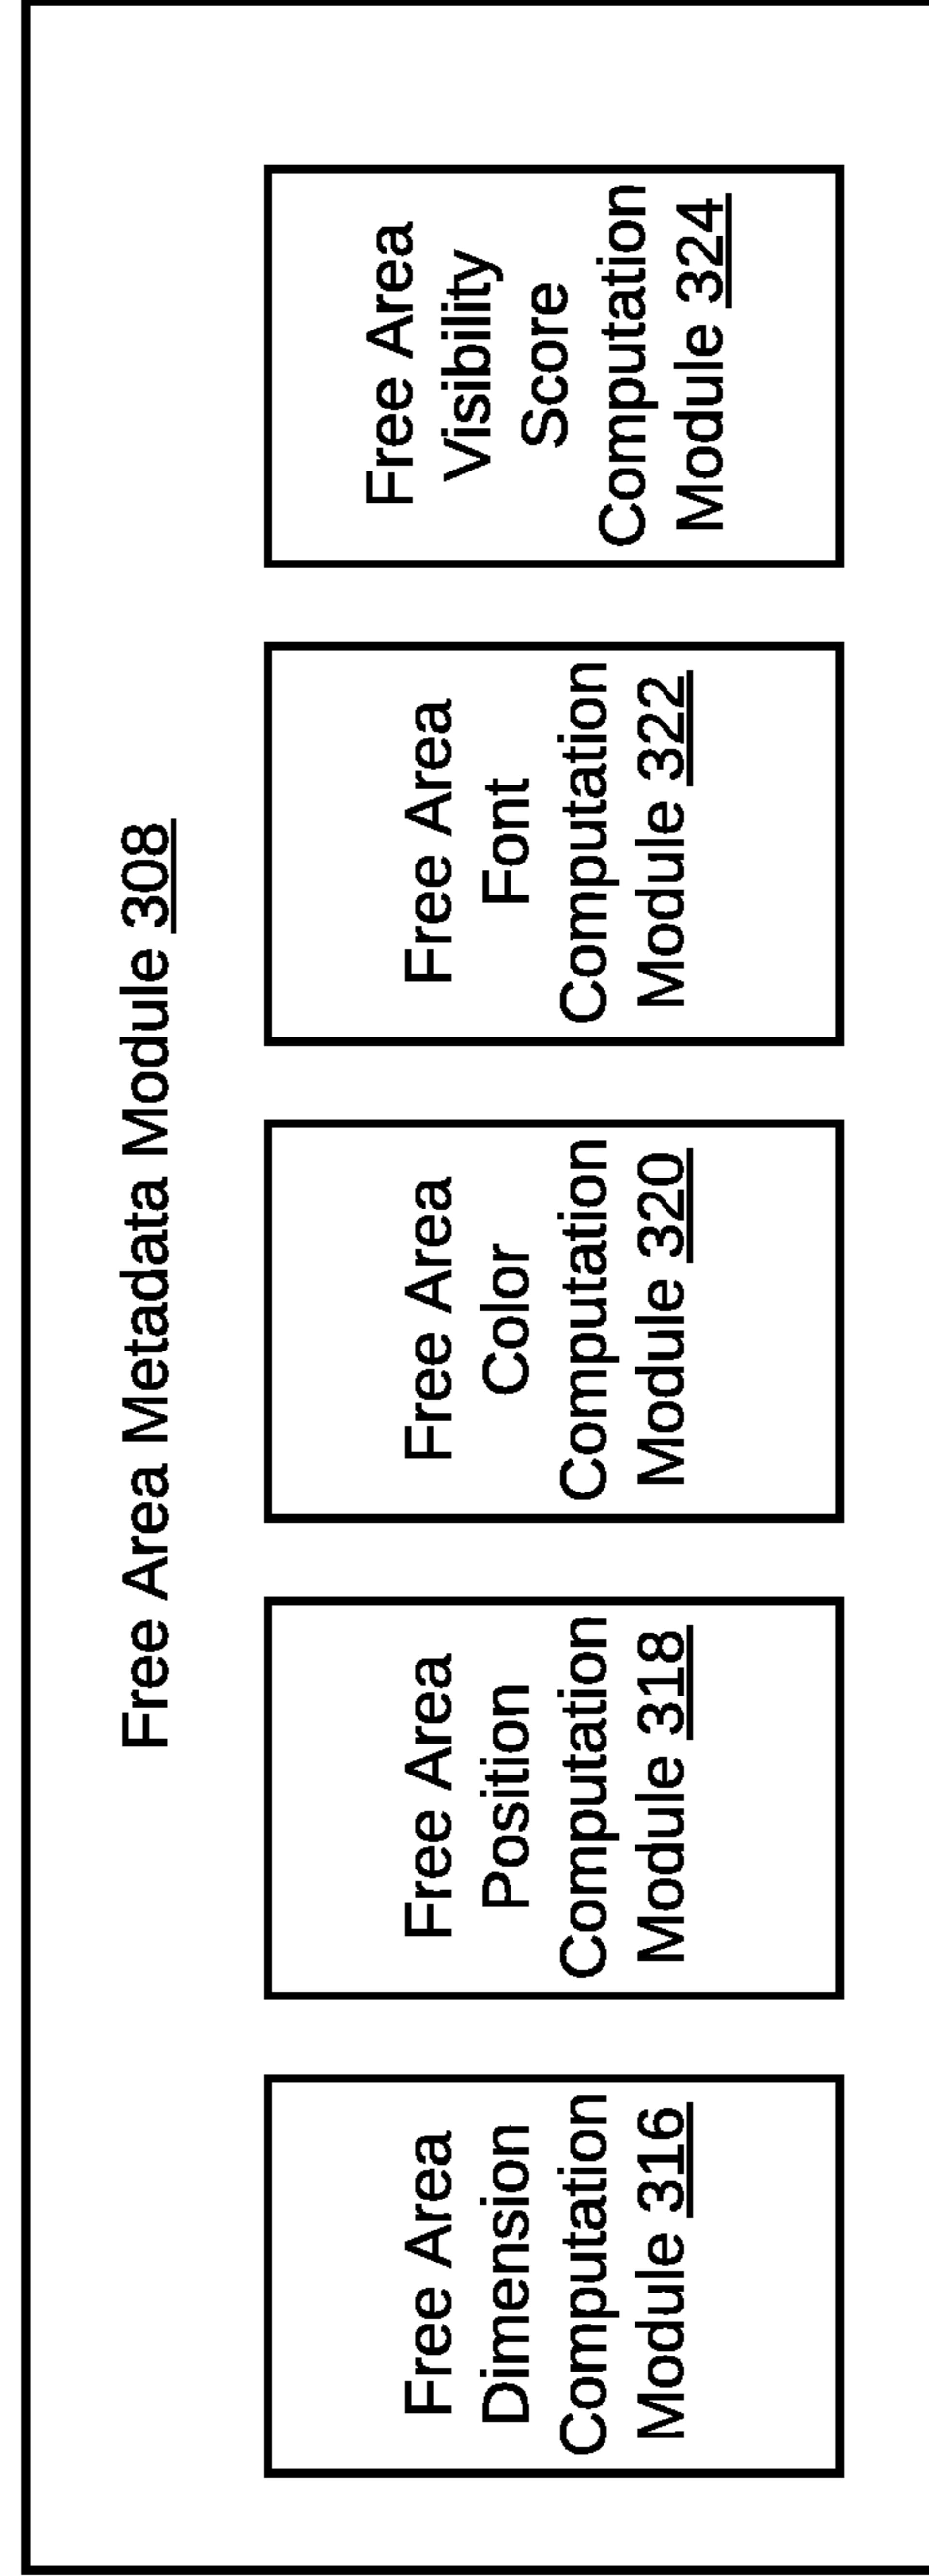 Free Area Metadata Module 308
Free Area
Dimension
Computation
Module 316
Free Area
Position
Computation
Module 318
Free Area
Color
Computation
Module 320
Free Area
Font
Computation
Module 322
Free Area
Visibility
Score
Computation
Module 324